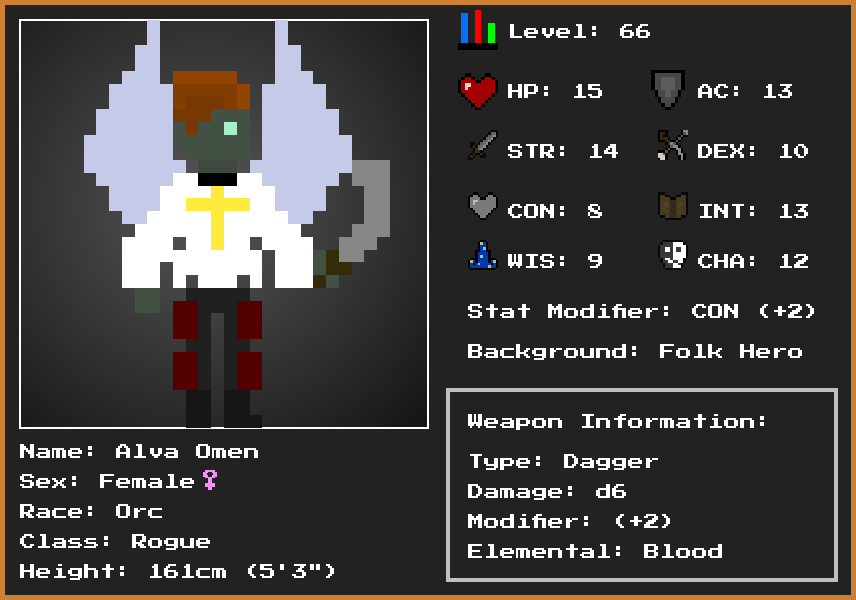 Level: 66
HP: 15
AC: 13
STR: 14
DEX: 10
CON: 8
INT: 13
WIS: 9
CHA: 12
Stat Modifier: CON (+2)
Background: Folk Hero
Weapon Information:
Type: Dagger
Damage: d6
Modifier: (+2)
Elemental: Blood
Name: Alva Omen
Sex: Female♀
Race: Orc
Class: Rogue
Height: 161cm (5'3")